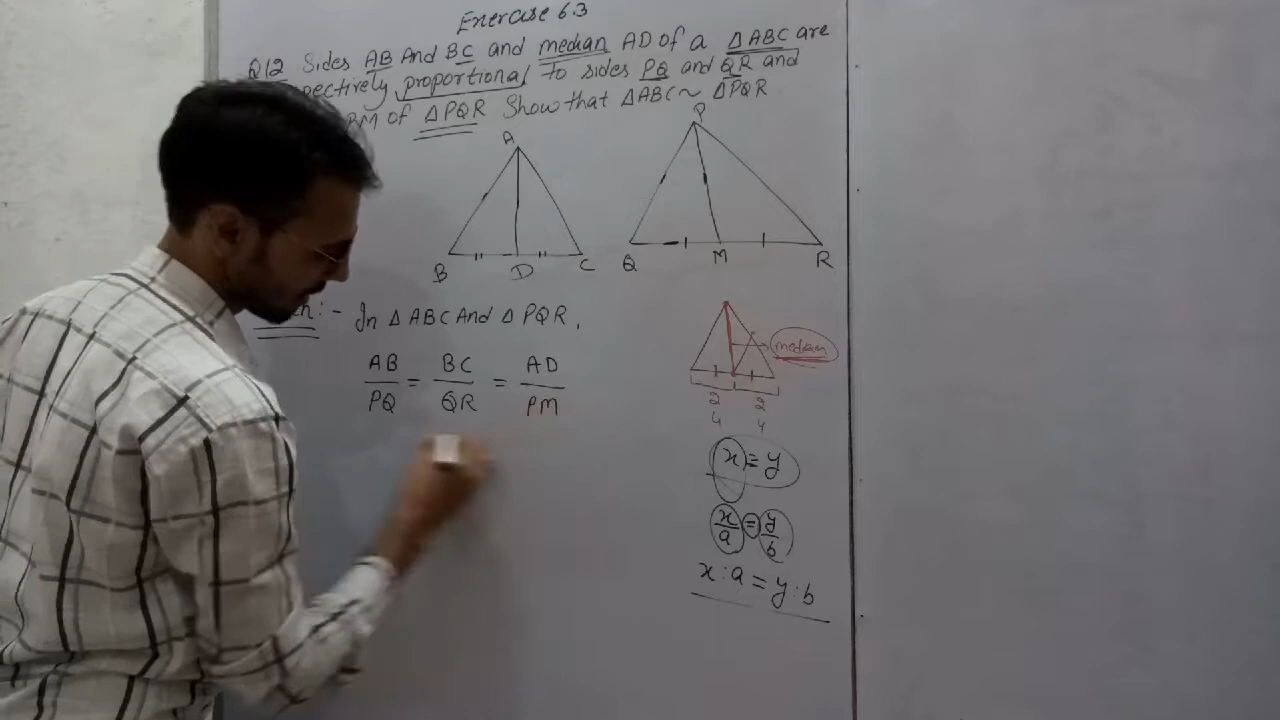 Exercise 6.3
Q12 Sides AB And BC and median AD of a △ABC are
pectively proportional to sides PQ and QR and
PM of △PQR Show that △ABC ~ △PQR
A
B D C
P
Q M R
:- In △ABC And △PQR,
AB/PQ = BC/QR = AD/PM
median
2 2
4 4
x = y
x/a = y/b
x : a = y : b